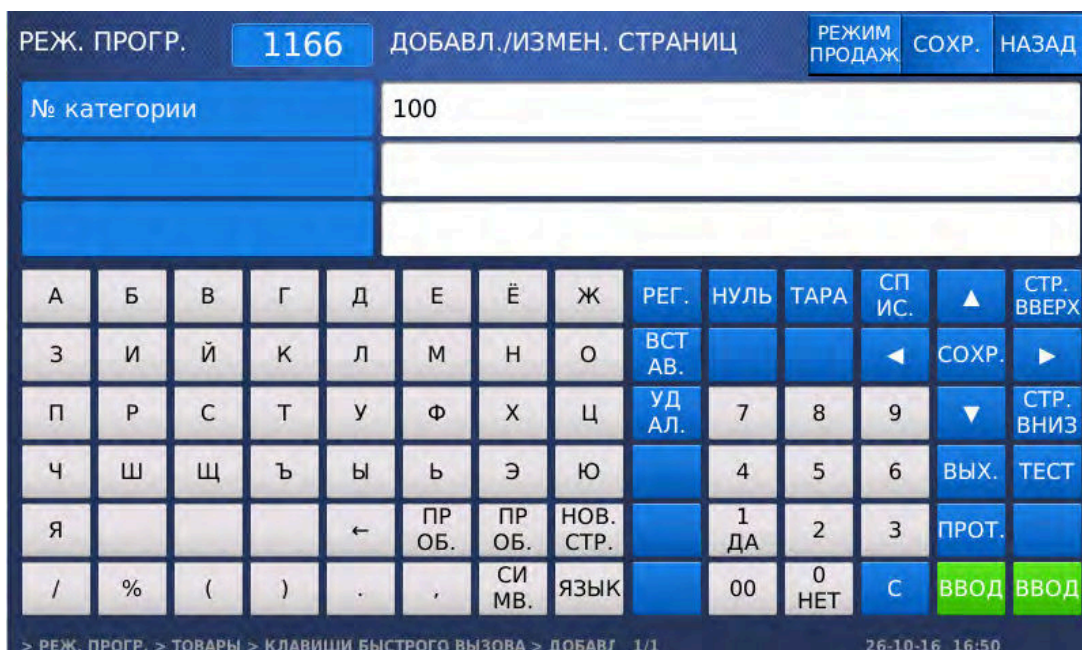 РЕЖ. ПРОГР. 1166 ДОБАВЛ./ИЗМЕН. СТРАНИЦ РЕЖИМ ПРОДАЖ СОХР. НАЗАД
№ категории 100
А Б В Г Д Е Ё Ж РЕГ. НУЛЬ ТАРА СП ИС. ▲ СТР. ВВЕРХ
З И Й К Л М Н О ВСТ АВ. ◀ СОХР. ▶
П Р С Т У Ф Х Ц УД АЛ. 7 8 9 ▼ СТР. ВНИЗ
Ч Ш Щ Ъ Ы Ь Э Ю 4 5 6 ВЫХ. ТЕСТ
Я ← ПР ОБ. ПР ОБ. НОВ. СТР. 1 ДА 2 3 ПРОТ.
/ % ( ) . , СИ МВ. ЯЗЫК 00 0 НЕТ С ВВОД ВВОД
> РЕЖ. ПРОГР. > ТОВАРЫ > КЛАВИШИ БЫСТРОГО ВЫЗОВА > ДОБАВЛ 1/1 26-10-16 16:50